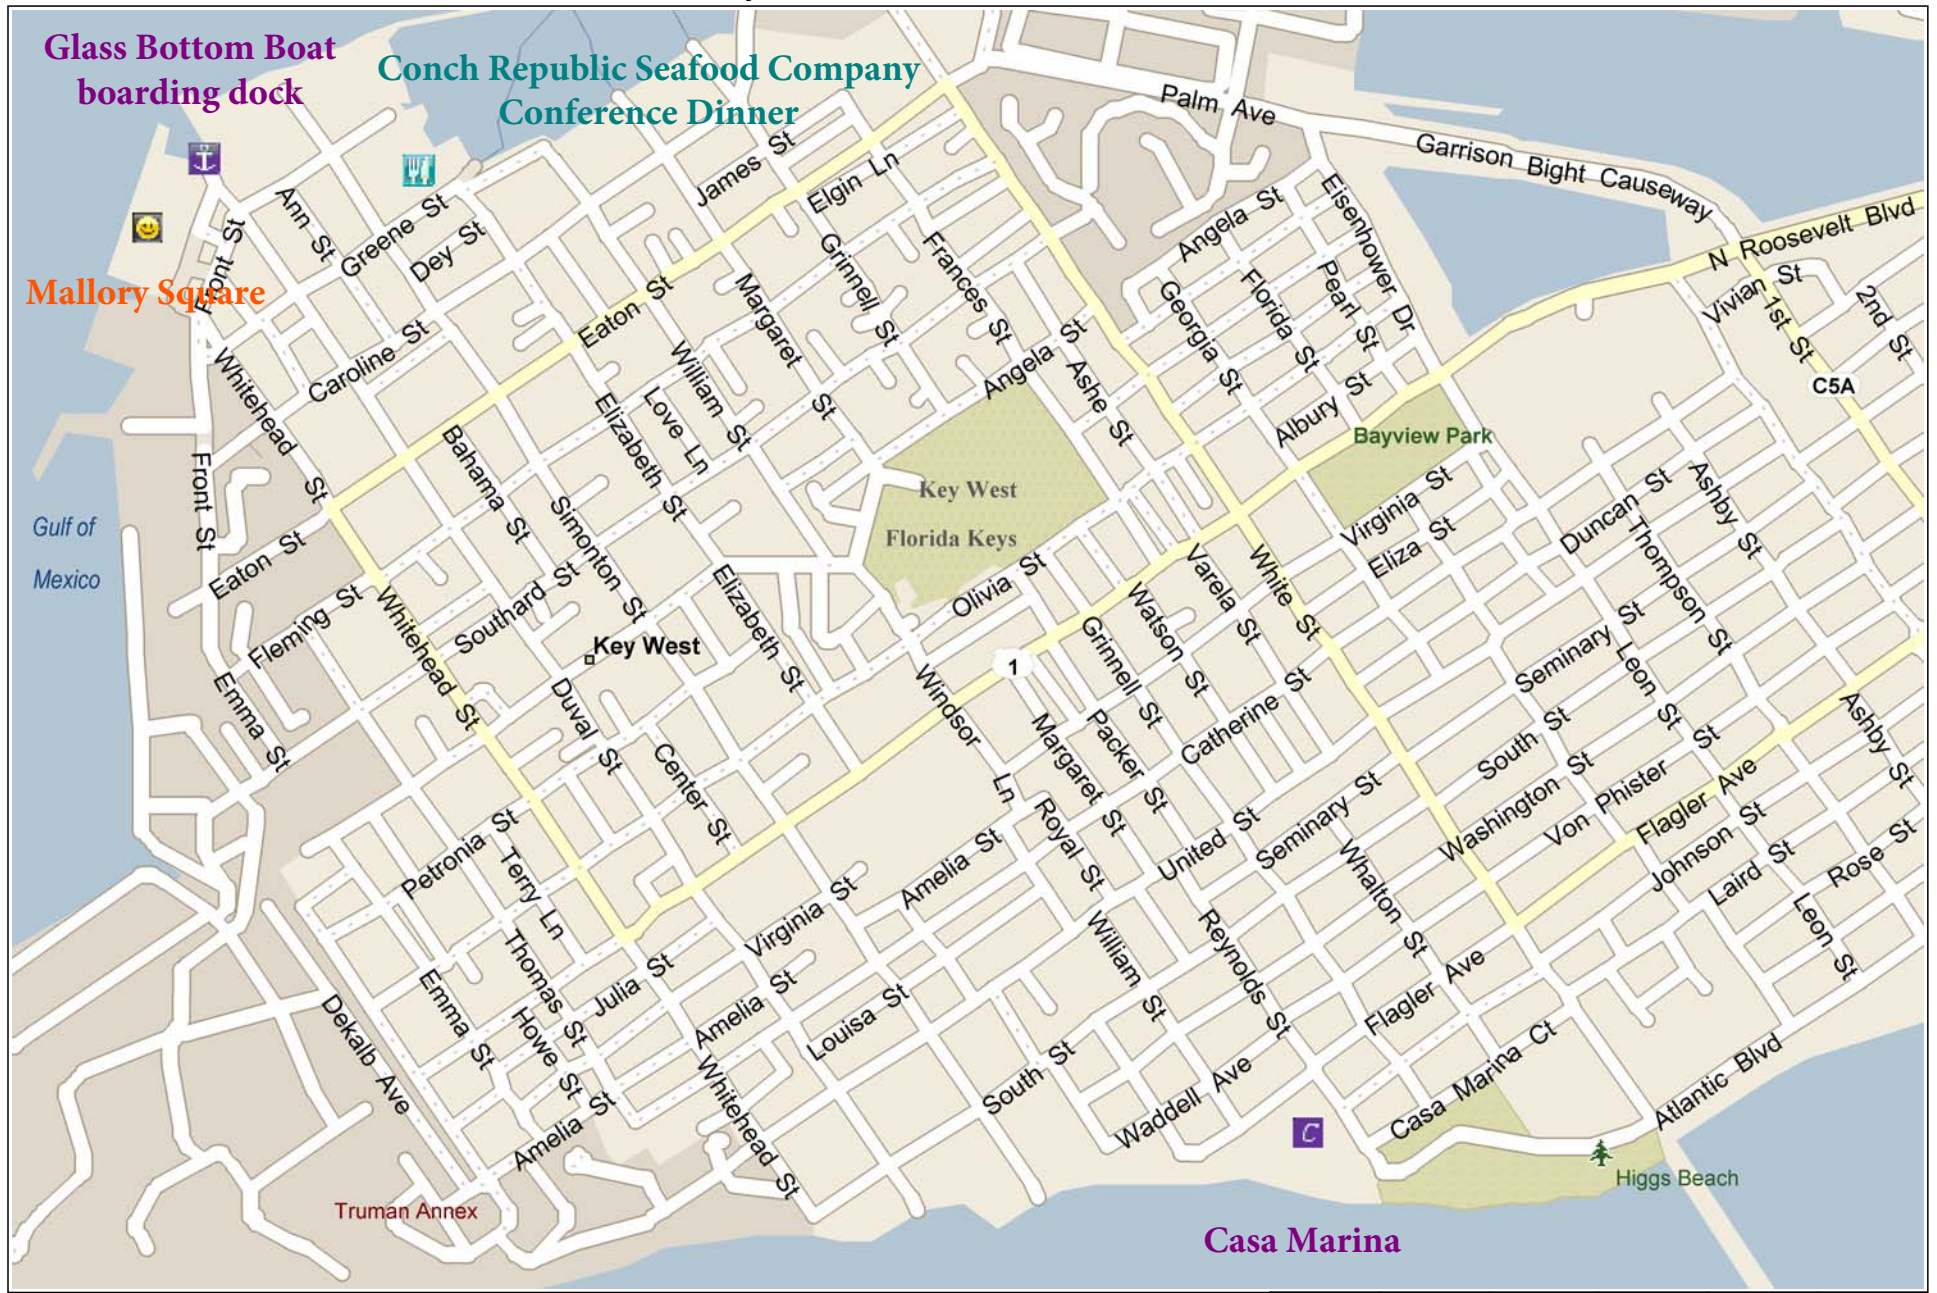 Glass Bottom Boat
boarding dock
Conch Republic Seafood Company
Conference Dinner
Mallory Square
Palm Ave
Garrison Bight Causeway
N Roosevelt Blvd
James St
Elgin Ln
Ann St
Greene St
Dey St
Front St
Angela St
Eisenhower Dr
Grinnell St
Frances St
Margaret St
Georgia St
Florida St
Pearl St
Vivian St
1st St
2nd St
C5A
Eaton St
Caroline St
Whitehead St
William St
Love Ln
Elizabeth St
Angela St
Ashe St
Albury St
Bayview Park
Bahama St
Simonton St
Front St
Key West
Florida Keys
Virginia St
Eliza St
Duncan St
Ashby St
Thompson St
Gulf of
Mexico
Eaton St
Fleming St
Whitehead St
Southard St
Key West
Elizabeth St
Olivia St
Watson St
Varela St
White St
1
Grinnell St
Seminary St
Leon St
Emma St
Duval St
Center St
Windsor Ln
Margaret St
Packer St
Catherine St
South St
Washington St
Von Phister St
Flagler Ave
Ashby St
Petronia St
Terry Ln
Royal St
United St
Seminary St
Whalton St
Johnson St
Laird St
Rose St
Leon St
Amelia St
Virginia St
Thomas St
Julia St
Emma St
Howe St
Amelia St
Louisa St
William St
Reynolds St
Flagler Ave
Casa Marina Ct
Atlantic Blvd
Dekalb Ave
Amelia St
Whitehead St
South St
Waddell Ave
C
Higgs Beach
Truman Annex
Casa Marina